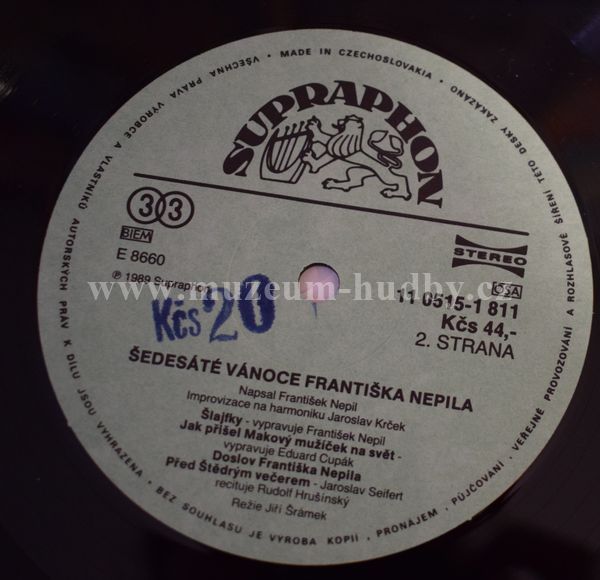 VŠECHNA PRÁVA VÝROBCE A VLASTNÍKŮ AUTORSKÝCH PRÁV K DÍLU JSOU VYHRAZENA • BEZ SOUHLASU JE VÝROBA KOPIÍ • PRONÁJEM • PŮJČOVÁNÍ • VEŘEJNÉ PROVOZOVÁNÍ A ROZHLASOVÉ ŠÍŘENÍ TÉTO DESKY ZAKÁZÁNO • MADE IN CZECHOSLOVAKIA •
SUPRAPHON
33
BIEM
E 8660
℗ 1989 Supraphon
STEREO
OSA
www.muzeum-hudby.cz
11 0515-1 811
Kčs 44,-
Kčs 20
2. STRANA
ŠEDESÁTÉ VÁNOCE FRANTIŠKA NEPILA
Napsal František Nepil
Improvizace na harmoniku Jaroslav Krček
Šlajfky - vypravuje František Nepil
Jak přišel Makový mužíček na svět -
vypravuje Eduard Cupák
Doslov Františka Nepila
Před Štědrým večerem - Jaroslav Seifert
recituje Rudolf Hrušínský
Režie Jiří Šrámek